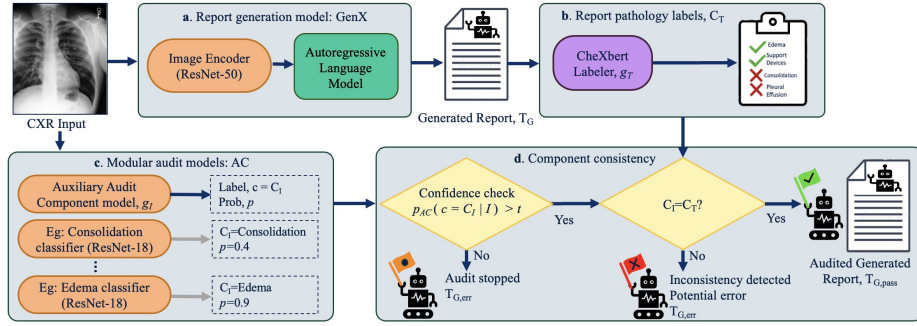 a. Report generation model: GenX
Image Encoder
(ResNet-50)
Autoregressive
Language
Model
CXR Input
Generated Report, T_G
b. Report pathology labels, C_T
CheXbert
Labeler, g_T
Edema
Support
Devices
Consolidation
Pleural
Effusion
c. Modular audit models: AC
Auxiliary Audit
Component model, g_I
Label, c = C_I
Prob, p
Eg: Consolidation
classifier (ResNet-18)
C_I=Consolidation
p=0.4
Eg: Edema classifier
(ResNet-18)
C_I=Edema
p=0.9
d. Component consistency
Confidence check
p_AC( c = C_I | I ) > t
Yes
No
Audit stopped
T_G,err
C_I=C_T?
Yes
No
Inconsistency detected
Potential error
T_G,err
Audited Generated
Report, T_G,pass